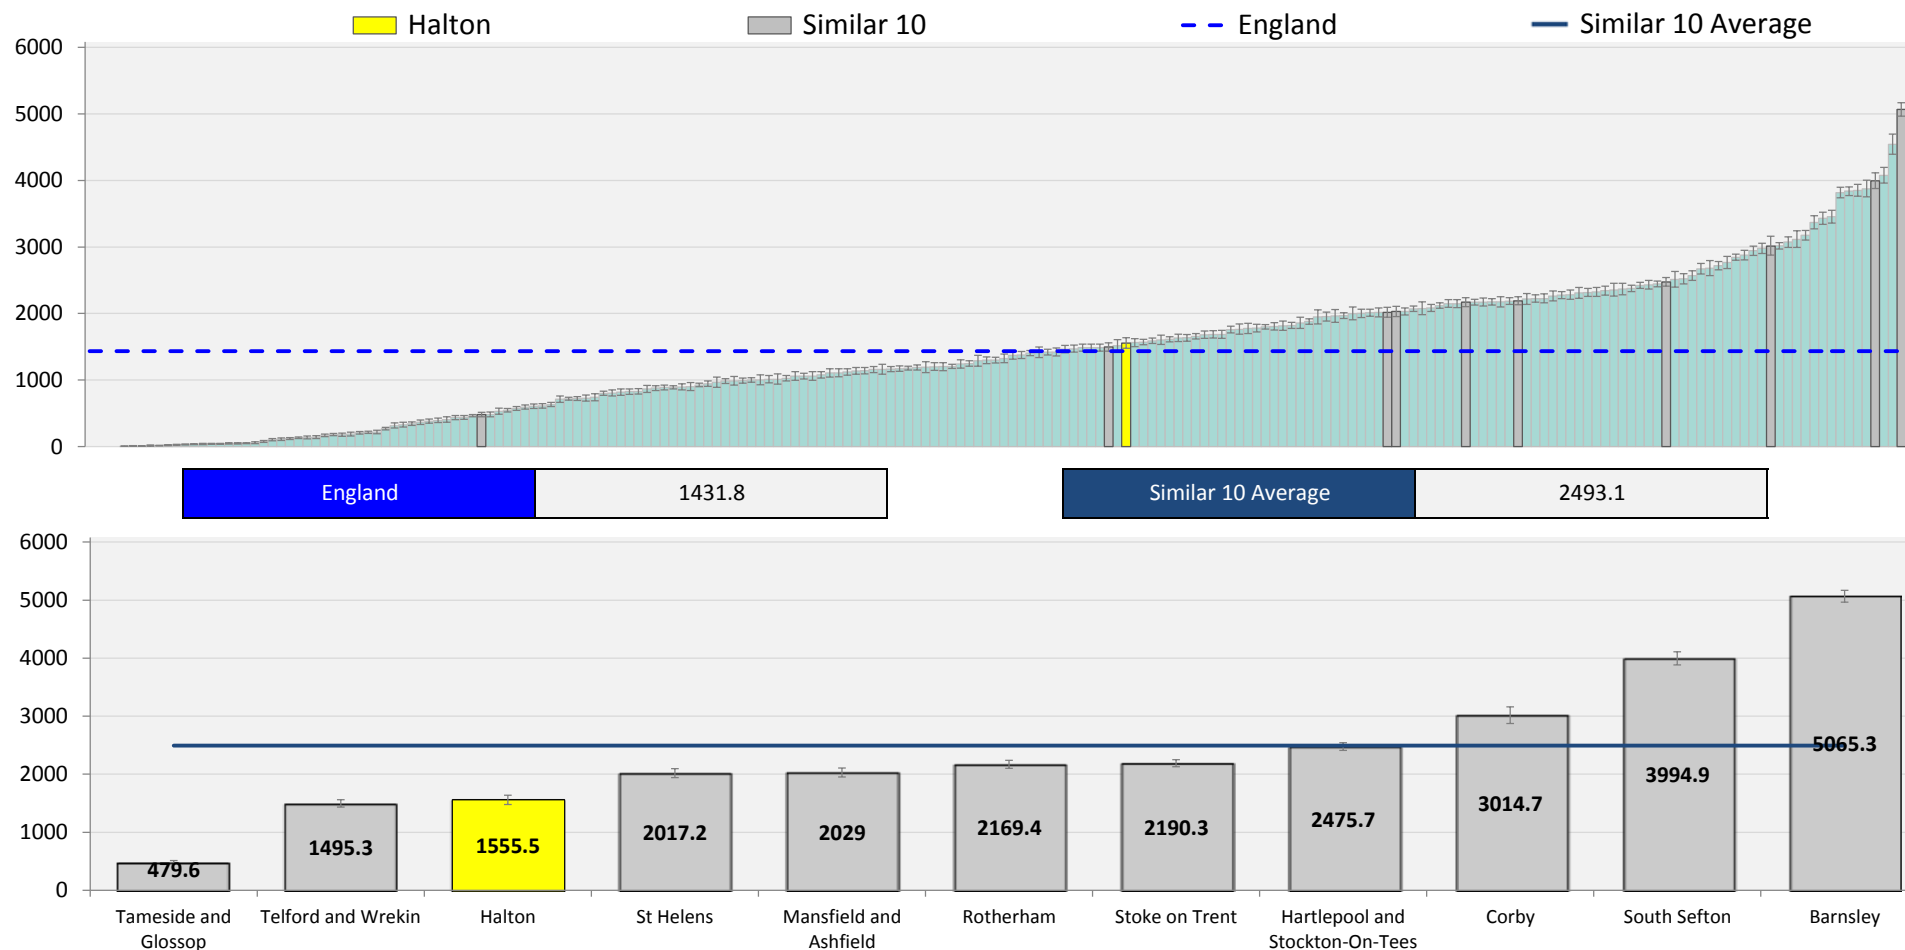 Halton Similar 10 England Similar 10 Average
6000
5000
4000
3000
2000
1000
0
England 1431.8 Similar 10 Average 2493.1
6000
5000
4000
3000
2000
1000
0
479.6 1495.3 1555.5 2017.2 2029 2169.4 2190.3 2475.7 3014.7 3994.9 5065.3
Tameside and Telford and Wrekin Halton St Helens Mansfield and Rotherham Stoke on Trent Hartlepool and Corby South Sefton Barnsley
Glossop Ashfield Stockton-On-Tees